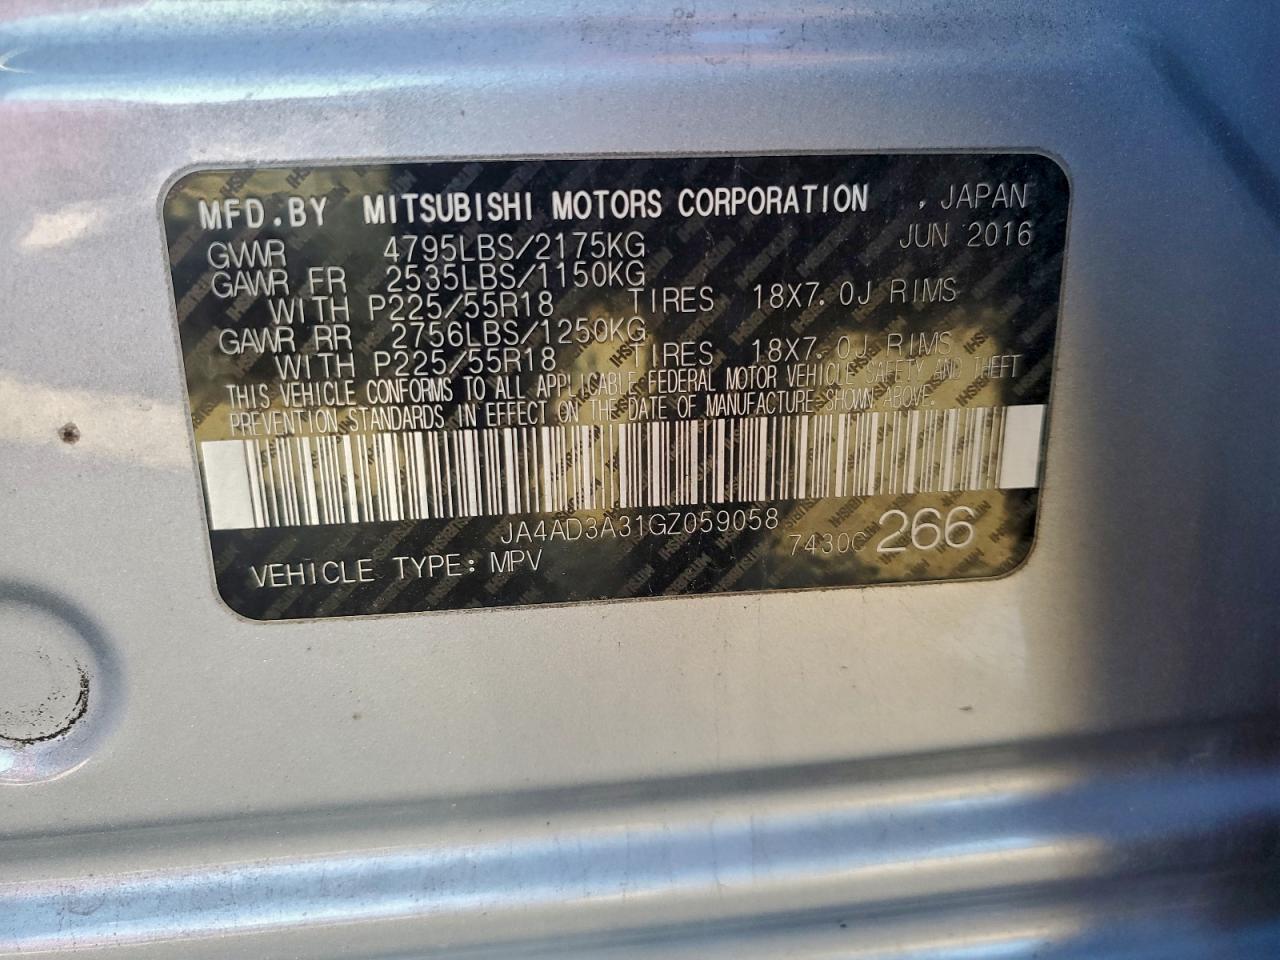 MFD.BY MITSUBISHI MOTORS CORPORATION , JAPAN
GVWR 4795LBS/2175KG JUN 2016
GAWR FR 2535LBS/1150KG
WITH P225/55R18 TIRES 18X7.0J RIMS
GAWR RR 2756LBS/1250KG
WITH P225/55R18 TIRES 18X7.0J RIMS
THIS VEHICLE CONFORMS TO ALL APPLICABLE FEDERAL MOTOR VEHICLE SAFETY AND THEFT
PREVENTION STANDARDS IN EFFECT ON THE DATE OF MANUFACTURE SHOWN ABOVE.
JA4AD3A31GZ059058
7430C 266
VEHICLE TYPE: MPV